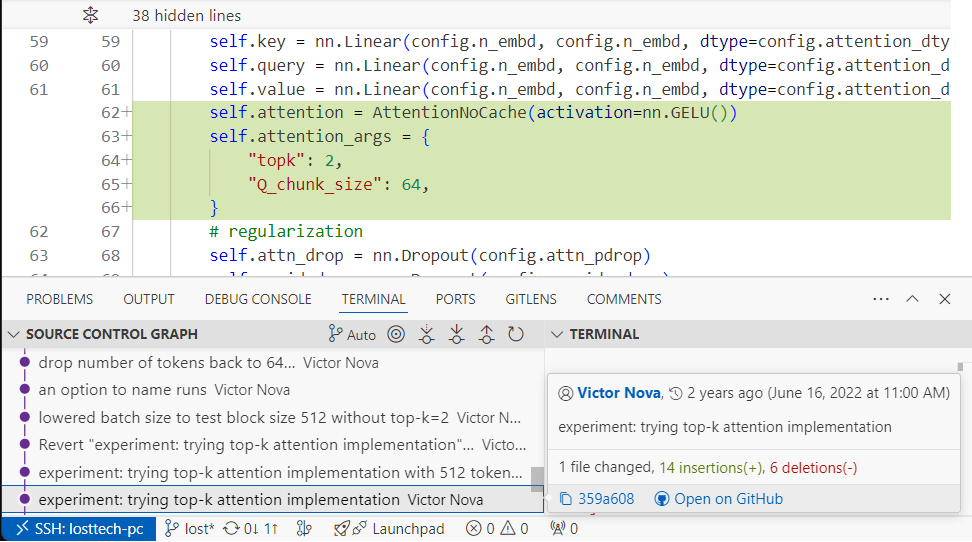 38 hidden lines
59 59 self.key = nn.Linear(config.n_embd, config.n_embd, dtype=config.attention_dty
60 60 self.query = nn.Linear(config.n_embd, config.n_embd, dtype=config.attention_d
61 61 self.value = nn.Linear(config.n_embd, config.n_embd, dtype=config.attention_d
62+ self.attention = AttentionNoCache(activation=nn.GELU())
63+ self.attention_args = {
64+ "topk": 2,
65+ "Q_chunk_size": 64,
66+ }
62 67 # regularization
63 68 self.attn_drop = nn.Dropout(config.attn_pdrop)
PROBLEMS OUTPUT DEBUG CONSOLE TERMINAL PORTS GITLENS COMMENTS
SOURCE CONTROL GRAPH Auto
drop number of tokens back to 64... Victor Nova
an option to name runs Victor Nova
lowered batch size to test block size 512 without top-k=2 Victor N...
Revert "experiment: trying top-k attention implementation"... Victo...
experiment: trying top-k attention implementation with 512 token...
experiment: trying top-k attention implementation Victor Nova
TERMINAL
Victor Nova, 2 years ago (June 16, 2022 at 11:00 AM)
experiment: trying top-k attention implementation
1 file changed, 14 insertions(+), 6 deletions(-)
359a608 Open on GitHub
SSH: losttech-pc lost* 0↓ 1↑ Launchpad 0 0 0